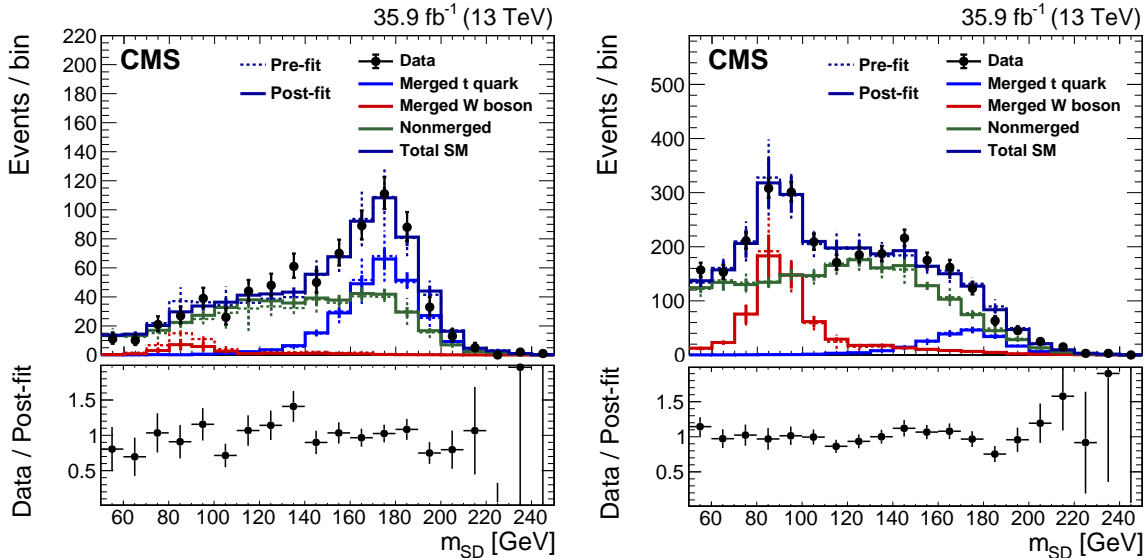 35.9 fb⁻¹ (13 TeV)
Events / bin
220
200
180
160
140
120
100
80
60
40
20
0
CMS
Pre-fit
Post-fit
Data
Merged t quark
Merged W boson
Nonmerged
Total SM
Data / Post-fit
1.5
1
0.5
60 80 100 120 140 160 180 200 220 240
m_SD [GeV]
35.9 fb⁻¹ (13 TeV)
Events / bin
500
400
300
200
100
0
CMS
Pre-fit
Post-fit
Data
Merged t quark
Merged W boson
Nonmerged
Total SM
Data / Post-fit
1.5
1
0.5
60 80 100 120 140 160 180 200 220 240
m_SD [GeV]